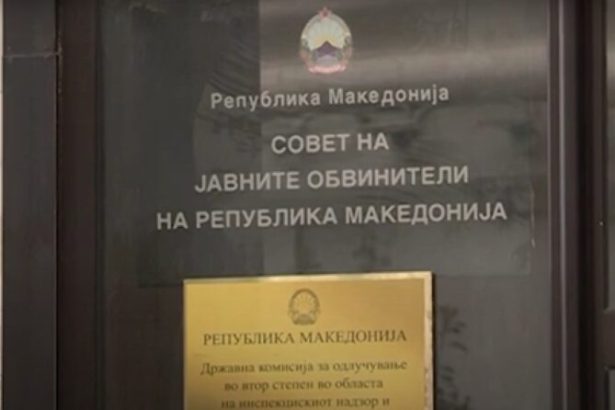 Република Македонија
СОВЕТ НА
ЈАВНИТЕ ОБВИНИТЕЛИ
НА РЕПУБЛИКА МАКЕДОНИЈА
РЕПУБЛИКА МАКЕДОНИЈА
Државна комисија за одлучување
во втор степен во областа
на инспекцискиот надзор и